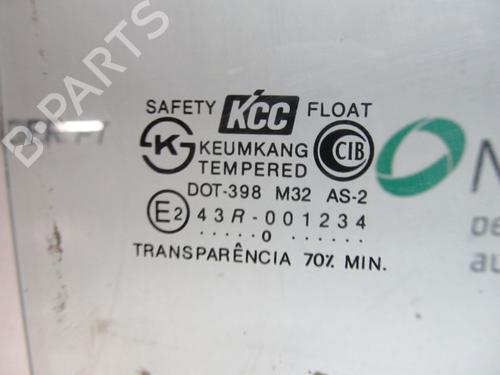 SAFETY KCC FLOAT
K KEUMKANG CIB
TEMPERED
DOT-398 M32 AS-2
E2 43R-001234
.....0.....
TRANSPARÊNCIA 70% MIN.
B-PARTS